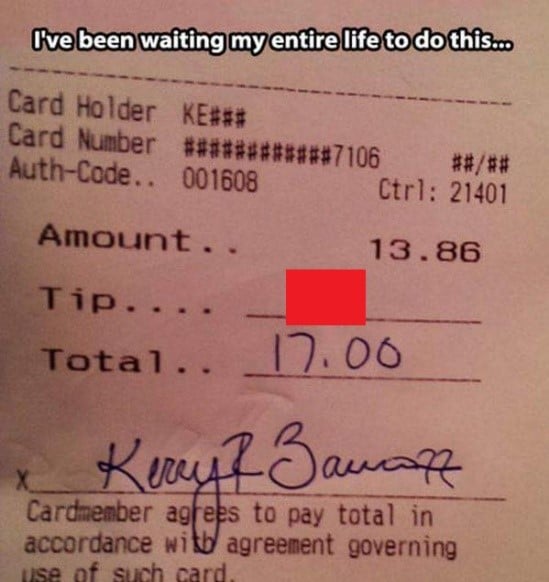 I've been waiting my entire life to do this...
Card Holder KE###
Card Number ############7106 ##/##
Auth-Code.. 001608 Ctrl: 21401
Amount.. 13.86
Tip....
Total.. 17.00
X Kerry R
Cardmember agrees to pay total in
accordance with agreement governing
use of such card.